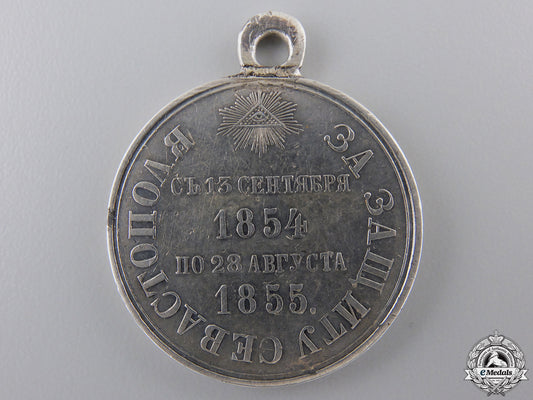 ЗА ЗАЩИТУ СЕВАСТОПОЛЯ
СЪ 13 СЕНТЯБРЯ
1854
ПО 28 АВГУСТА
1855.
eMedals